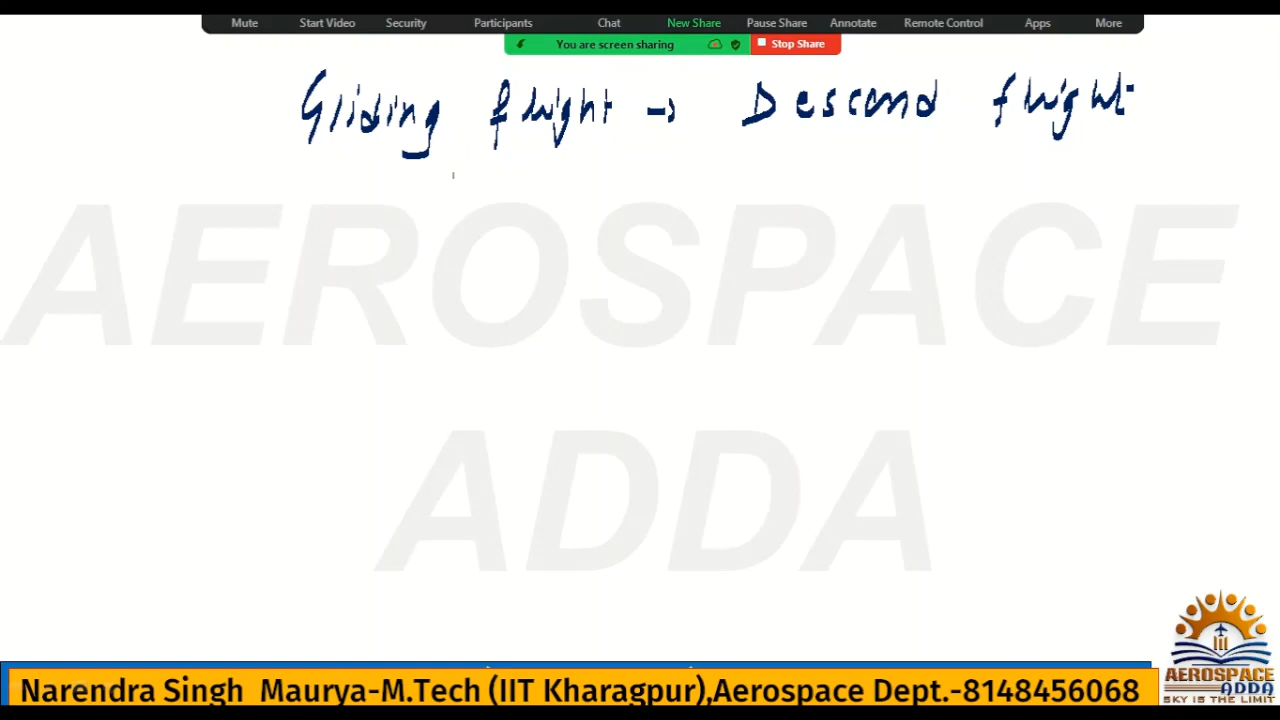 Mute Start Video Security Participants Chat New Share Pause Share Annotate Remote Control Apps More
You are screen sharing Stop Share
Gliding flight → Descend flight
AEROSPACE
ADDA
Narendra Singh Maurya-M.Tech (IIT Kharagpur),Aerospace Dept.-8148456068
AEROSPACE
ADDA
SKY IS THE LIMIT